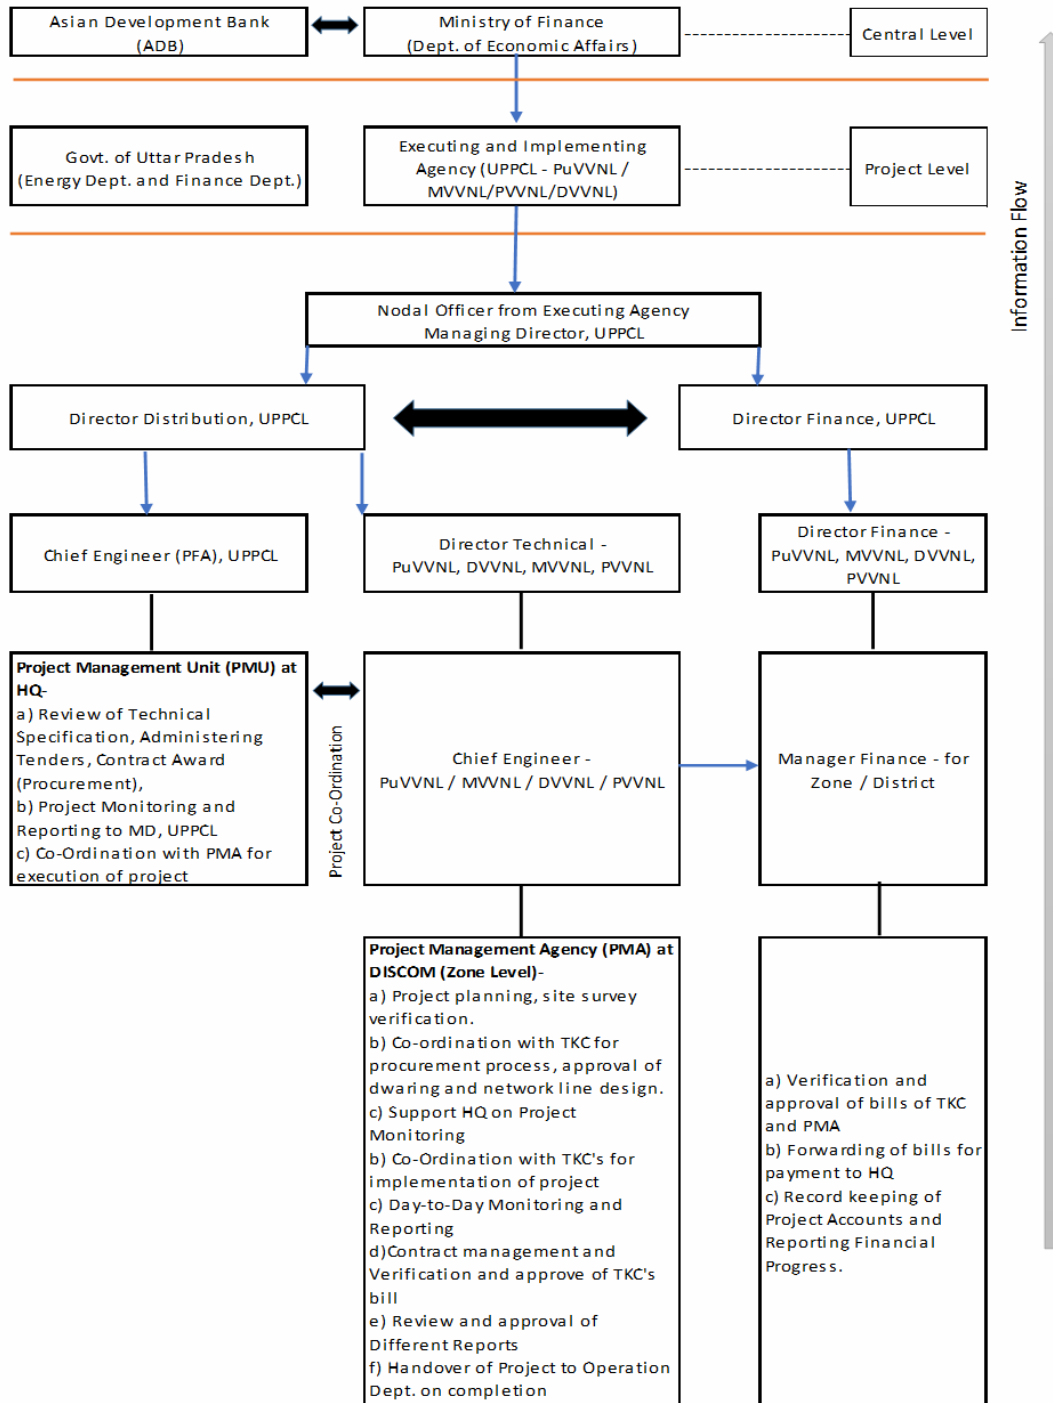 Asian Development Bank
(ADB)
Ministry of Finance
(Dept. of Economic Affairs)
Central Level
Govt. of Uttar Pradesh
(Energy Dept. and Finance Dept.)
Executing and Implementing
Agency (UPPCL - PuVVNL /
MVVNL/PVVNL/DVVNL)
Project Level
Information Flow
Nodal Officer from Executing Agency
Managing Director, UPPCL
Director Distribution, UPPCL
Director Finance, UPPCL
Chief Engineer (PFA), UPPCL
Director Technical -
PuVVNL, DVVNL, MVVNL, PVVNL
Director Finance -
PuVVNL, MVVNL, DVVNL,
PVVNL
Project Management Unit (PMU) at
HQ-
a) Review of Technical
Specification, Administering
Tenders, Contract Award
(Procurement),
b) Project Monitoring and
Reporting to MD, UPPCL
c) Co-Ordination with PMA for
execution of project
Project Co-Ordination
Chief Engineer -
PuVVNL / MVVNL / DVVNL / PVVNL
Manager Finance - for
Zone / District
Project Management Agency (PMA) at
DISCOM (Zone Level)-
a) Project planning, site survey
verification.
b) Co-ordination with TKC for
procurement process, approval of
dwaring and network line design.
c) Support HQ on Project
Monitoring
b) Co-Ordination with TKC's for
implementation of project
c) Day-to-Day Monitoring and
Reporting
d)Contract management and
Verification and approve of TKC's
bill
e) Review and approval of
Different Reports
f) Handover of Project to Operation
Dept. on completion
a) Verification and
approval of bills of TKC
and PMA
b) Forwarding of bills for
payment to HQ
c) Record keeping of
Project Accounts and
Reporting Financial
Progress.